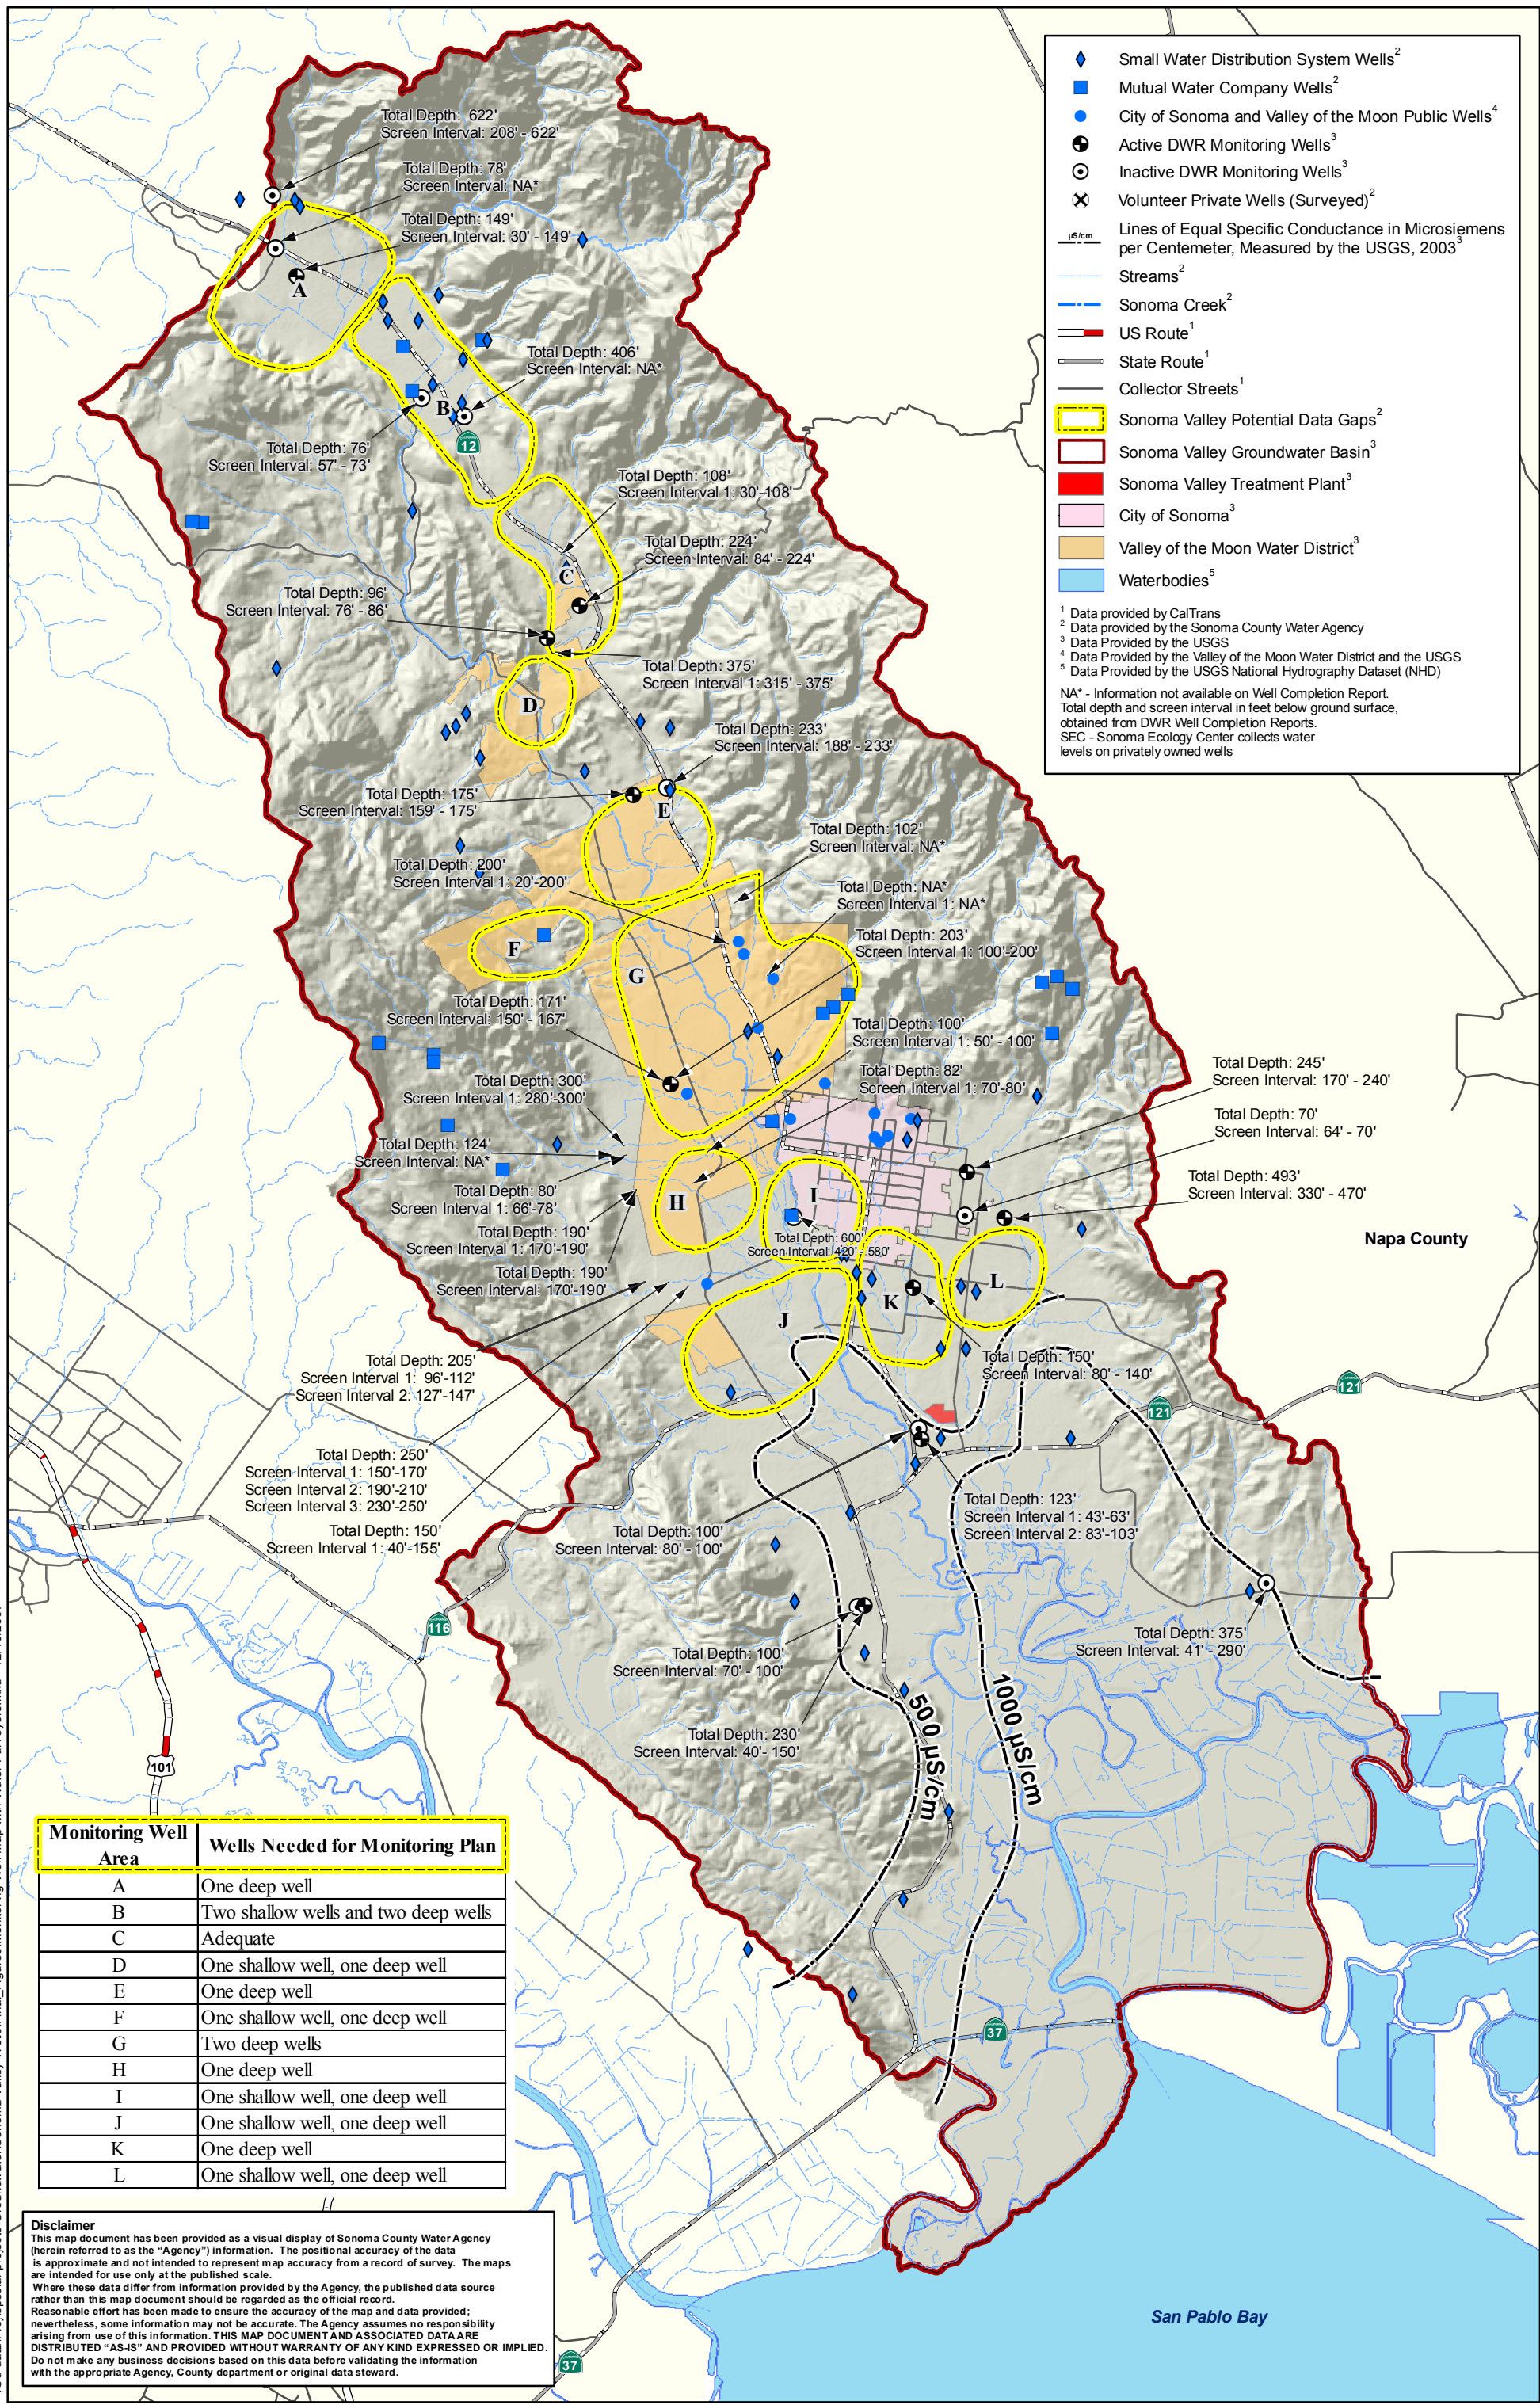 Small Water Distribution System Wells2
Mutual Water Company Wells2
City of Sonoma and Valley of the Moon Public Wells4
Active DWR Monitoring Wells3
Inactive DWR Monitoring Wells3
Volunteer Private Wells (Surveyed)2
µS/cm
Lines of Equal Specific Conductance in Microsiemens
per Centemeter, Measured by the USGS, 20033
Streams2
Sonoma Creek2
US Route1
State Route1
Collector Streets1
Sonoma Valley Potential Data Gaps2
Sonoma Valley Groundwater Basin3
Sonoma Valley Treatment Plant3
City of Sonoma3
Valley of the Moon Water District3
Waterbodies5
1 Data provided by CalTrans
2 Data provided by the Sonoma County Water Agency
3 Data Provided by the USGS
4 Data Provided by the Valley of the Moon Water District and the USGS
5 Data Provided by the USGS National Hydrography Dataset (NHD)
NA* - Information not available on Well Completion Report.
Total depth and screen interval in feet below ground surface,
obtained from DWR Well Completion Reports.
SEC - Sonoma Ecology Center collects water
levels on privately owned wells
Total Depth: 622'
Screen Interval: 208' - 622'
Total Depth: 78'
Screen Interval: NA*
Total Depth: 149'
Screen Interval: 30' - 149'
A
Total Depth: 406'
Screen Interval: NA*
B
12
Total Depth: 76'
Screen Interval: 57' - 73'
Total Depth: 108'
Screen Interval 1: 30'-108'
Total Depth: 224'
Screen Interval: 84' - 224'
C
Total Depth: 96'
Screen Interval: 76' - 86'
Total Depth: 375'
Screen Interval 1: 315' - 375'
D
Total Depth: 233'
Screen Interval: 188' - 233'
Total Depth: 175'
Screen Interval: 159' - 175'
E
Total Depth: 102'
Screen Interval: NA*
Total Depth: 200'
Screen Interval 1: 20'-200'
Total Depth: NA*
Screen Interval 1: NA*
Total Depth: 203'
Screen Interval 1: 100'-200'
F
G
Total Depth: 171'
Screen Interval: 150' - 167'
Total Depth: 100'
Screen Interval 1: 50' - 100'
Total Depth: 82'
Screen Interval 1: 70'-80'
Total Depth: 245'
Screen Interval: 170' - 240'
Total Depth: 300'
Screen Interval 1: 280'-300'
Total Depth: 70'
Screen Interval: 64' - 70'
Total Depth: 124'
Screen Interval: NA*
Total Depth: 493'
Screen Interval: 330' - 470'
Total Depth: 80'
Screen Interval 1: 66'-78'
H
I
Total Depth: 600'
Screen Interval: 420' - 580'
Napa County
Total Depth: 190'
Screen Interval 1: 170'-190'
Total Depth: 190'
Screen Interval: 170'-190'
J
K
L
Total Depth: 150'
Screen Interval: 80' - 140'
Total Depth: 205'
Screen Interval 1: 96'-112'
Screen Interval 2: 127'-147'
121
121
Total Depth: 250'
Screen Interval 1: 150'-170'
Screen Interval 2: 190'-210'
Screen Interval 3: 230'-250'
Total Depth: 150'
Screen Interval 1: 40'-155'
Total Depth: 123'
Screen Interval 1: 43'-63'
Screen Interval 2: 83'-103'
Total Depth: 100'
Screen Interval: 80' - 100'
116
Total Depth: 375'
Screen Interval: 41' - 290'
Total Depth: 100'
Screen Interval: 70' - 100'
Total Depth: 230'
Screen Interval: 40'- 150'
500 µS/cm
1000 µS/cm
101
37
37
San Pablo Bay
Monitoring Well Area Wells Needed for Monitoring Plan
A One deep well
B Two shallow wells and two deep wells
C Adequate
D One shallow well, one deep well
E One deep well
F One shallow well, one deep well
G Two deep wells
H One deep well
I One shallow well, one deep well
J One shallow well, one deep well
K One deep well
L One shallow well, one deep well
Disclaimer
This map document has been provided as a visual display of Sonoma County Water Agency
(herein referred to as the “Agency”) information. The positional accuracy of the data
is approximate and not intended to represent map accuracy from a record of survey. The maps
are intended for use only at the published scale.
Where these data differ from information provided by the Agency, the published data source
rather than this map document should be regarded as the official record.
Reasonable effort has been made to ensure the accuracy of the map and data provided;
nevertheless, some information may not be accurate. The Agency assumes no responsibility
arising from use of this information. THIS MAP DOCUMENT AND ASSOCIATED DATA ARE
DISTRIBUTED “AS-IS” AND PROVIDED WITHOUT WARRANTY OF ANY KIND EXPRESSED OR IMPLIED.
Do not make any business decisions based on this data before validating the information
with the appropriate Agency, County department or original data steward.